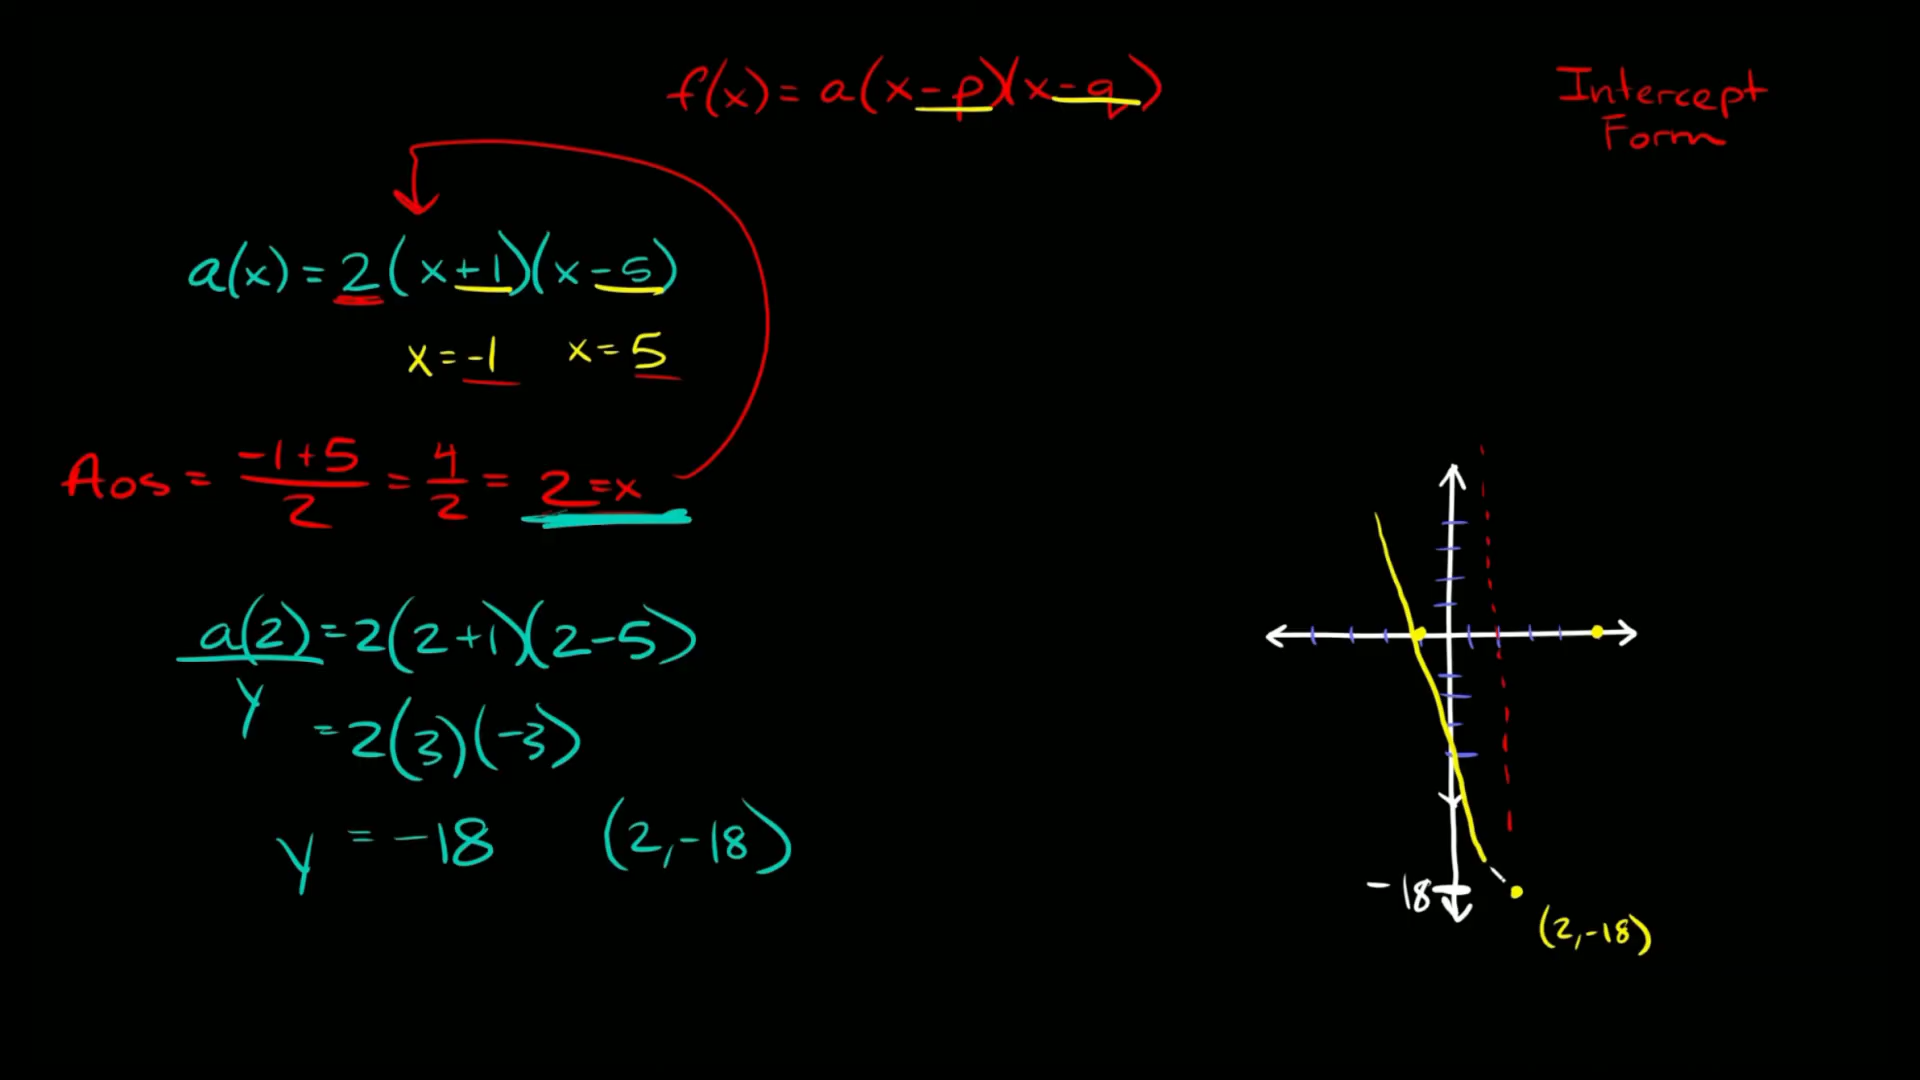 f(x) = a(x-p)(x-q)
Intercept
Form
a(x) = 2(x+1)(x-5)
x=-1 x=5
Aos = -1+5/2 = 4/2 = 2=x
a(2)=2(2+1)(2-5)
y =2(3)(-3)
y = -18 (2,-18)
-18
(2,-18)